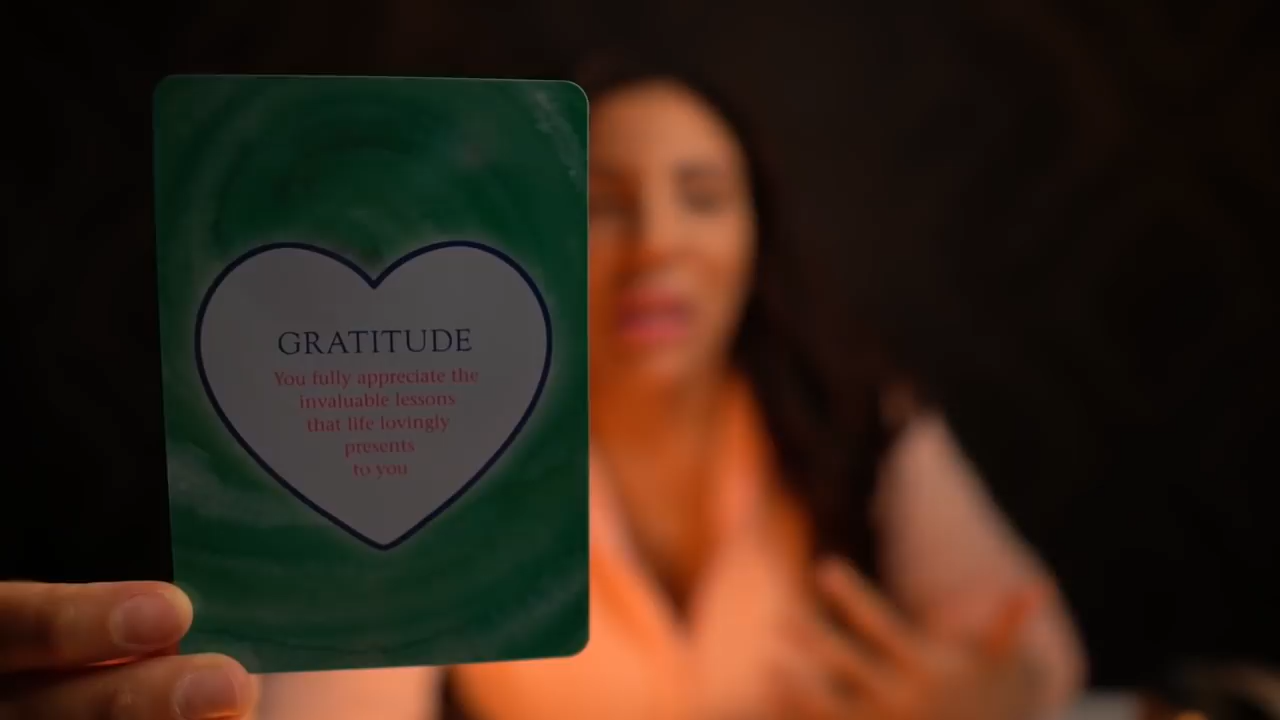 GRATITUDE
You fully appreciate the
invaluable lessons
that life lovingly
presents
to you